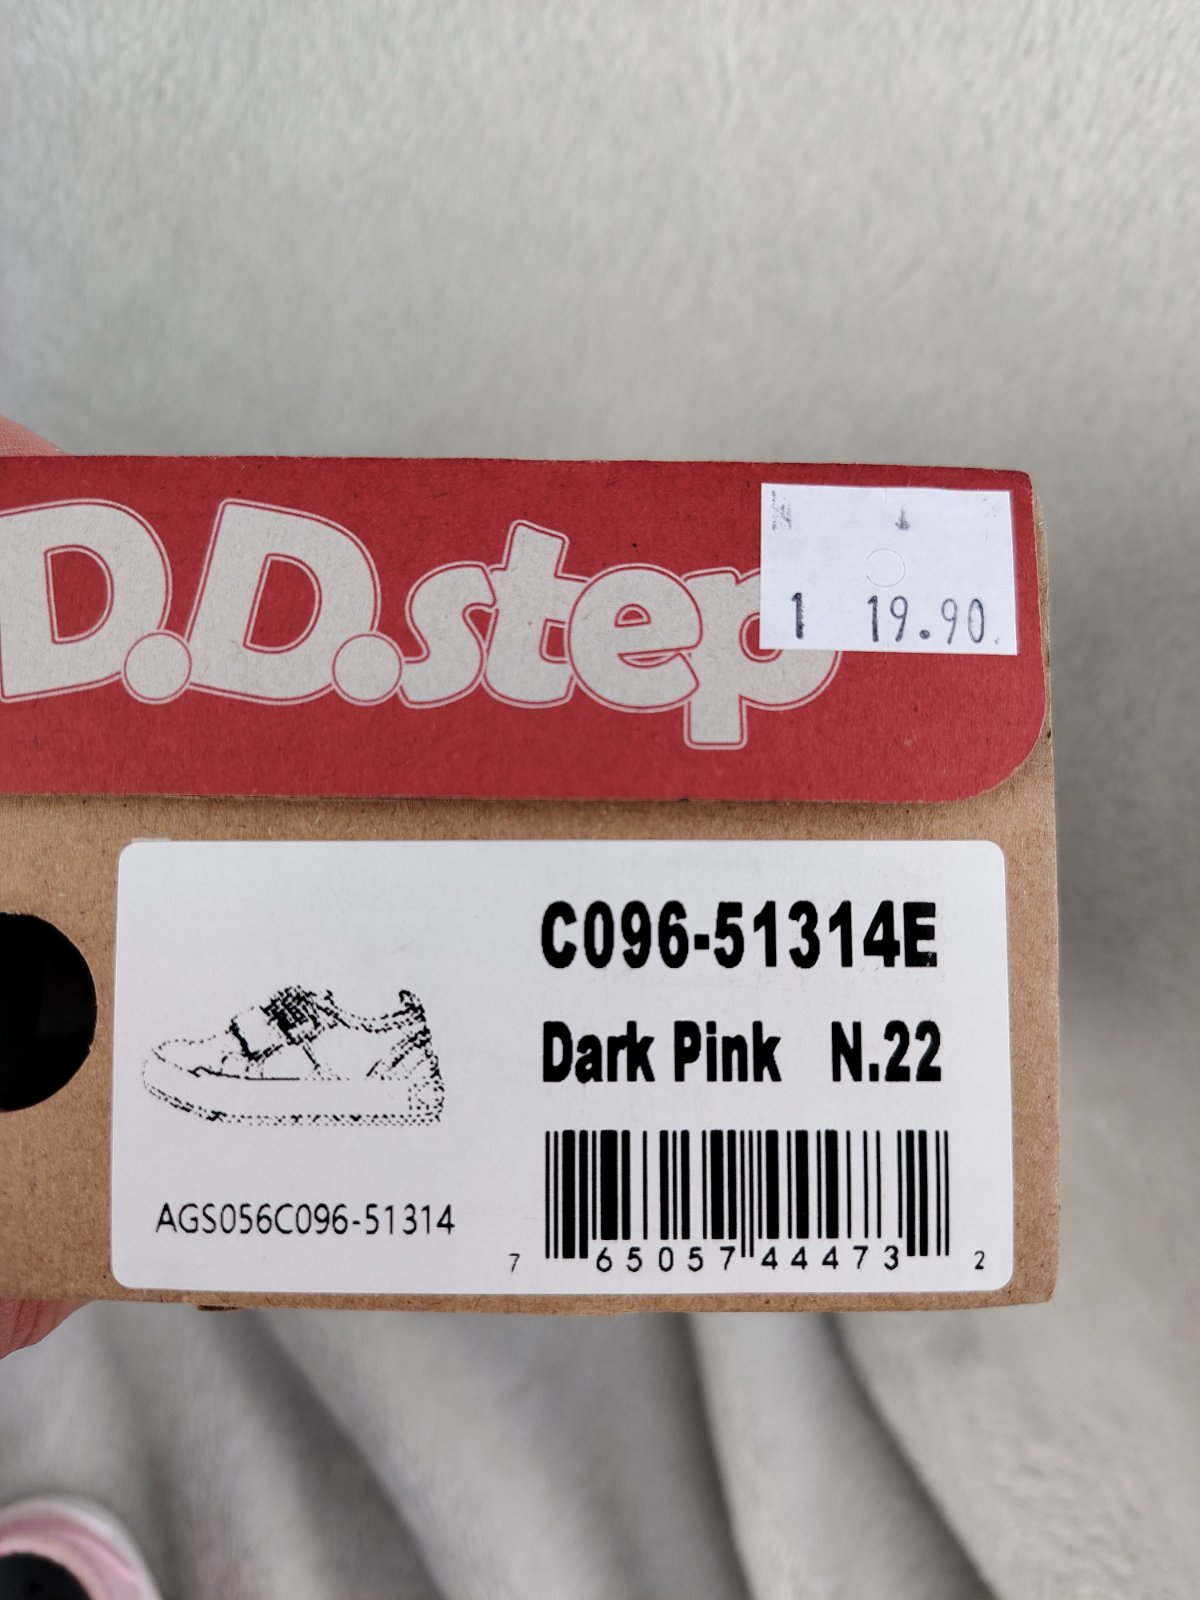 D.D.step
1 19.90
C096-51314E
Dark Pink N.22
AGS056C096-51314
7 65057 44473 2